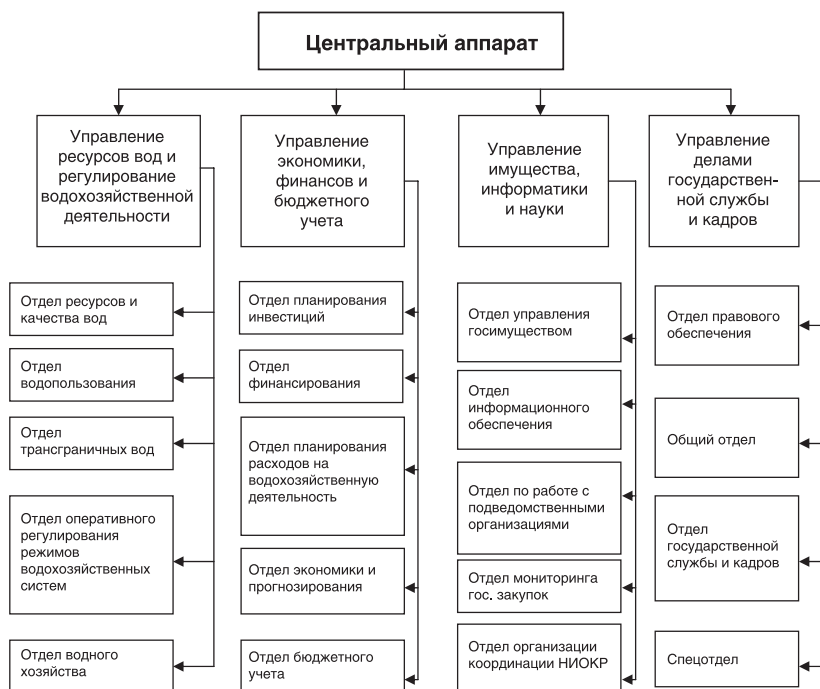 Центральный аппарат
Управление
ресурсов вод и
регулирование
водохозяйственной
деятельности
Управление
экономики,
финансов и
бюджетного
учета
Управление
имущества,
информатики
и науки
Управление
делами
государствен-
ной службы
и кадров
Отдел ресурсов и
качества вод
Отдел
водопользования
Отдел
трансграничных вод
Отдел оперативного
регулирования
режимов
водохозяйственных
систем
Отдел водного
хозяйства
Отдел планирования
инвестиций
Отдел
финансирования
Отдел планирования
расходов на
водохозяйственную
деятельность
Отдел экономики и
прогнозирования
Отдел бюджетного
учета
Отдел управления
госимуществом
Отдел
информационного
обеспечения
Отдел по работе с
подведомственными
организациями
Отдел мониторинга
гос. закупок
Отдел организации
координации НИОКР
Отдел правового
обеспечения
Общий отдел
Отдел
государственной
службы и кадров
Спецотдел